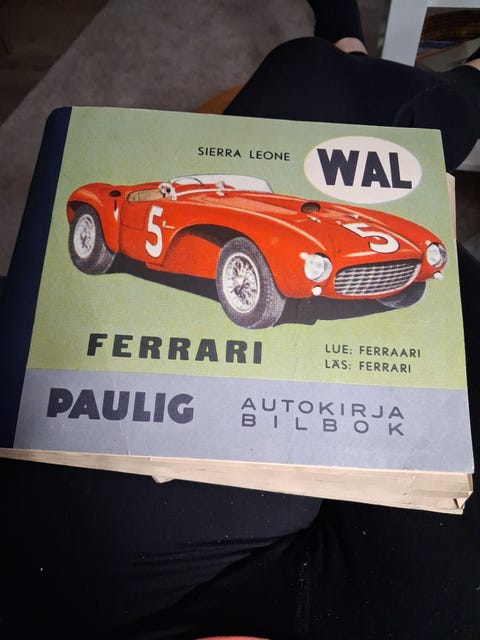 SIERRA LEONE
WAL
5
5
FERRARI
LUE: FERRAARI
LÄS: FERRARI
PAULIG
AUTOKIRJA
BILBOK